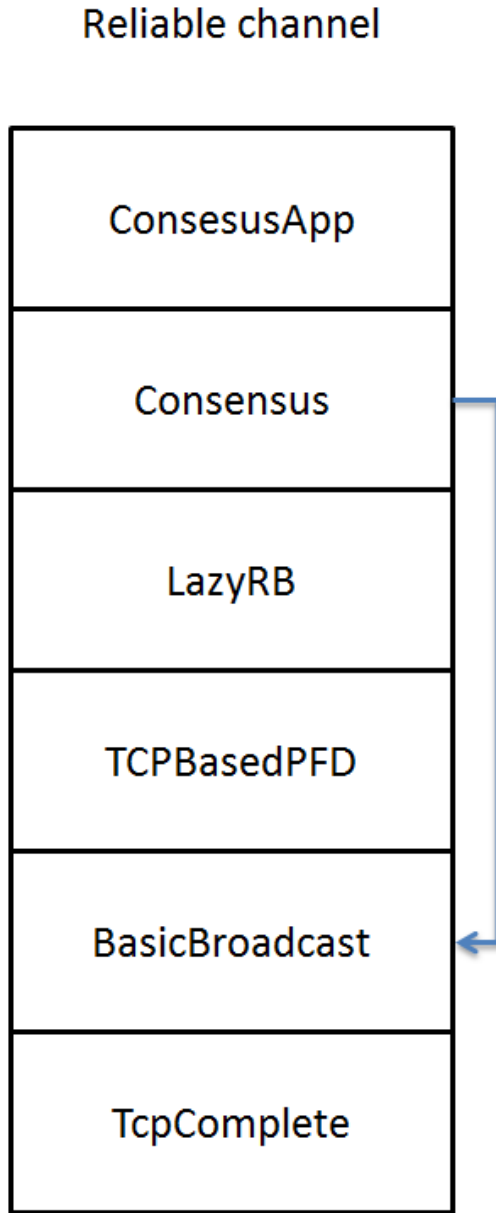 Reliable channel
ConsesusApp
Consensus
LazyRB
TCPBasedPFD
BasicBroadcast
TcpComplete